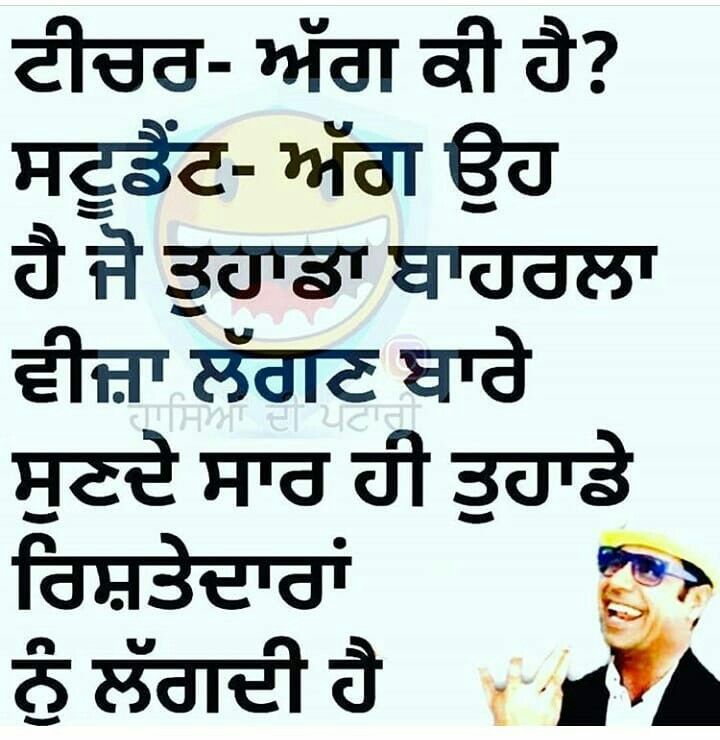 ਟੀਚਰ- ਅੱਗ ਕੀ ਹੈ?
ਸਟੂਡੈਂਟ- ਅੱਗ ਉਹ
ਹੈ ਜੋ ਤੁਹਾਡਾ ਬਾਹਰਲਾ
ਵੀਜ਼ਾ ਲੱਗਣ ਬਾਰੇ
ਹਾਸਿਆਂ ਦੀ ਪਟਾਰੀ
ਸੁਣਦੇ ਸਾਰ ਹੀ ਤੁਹਾਡੇ
ਰਿਸ਼ਤੇਦਾਰਾਂ
ਨੂੰ ਲੱਗਦੀ ਹੈ